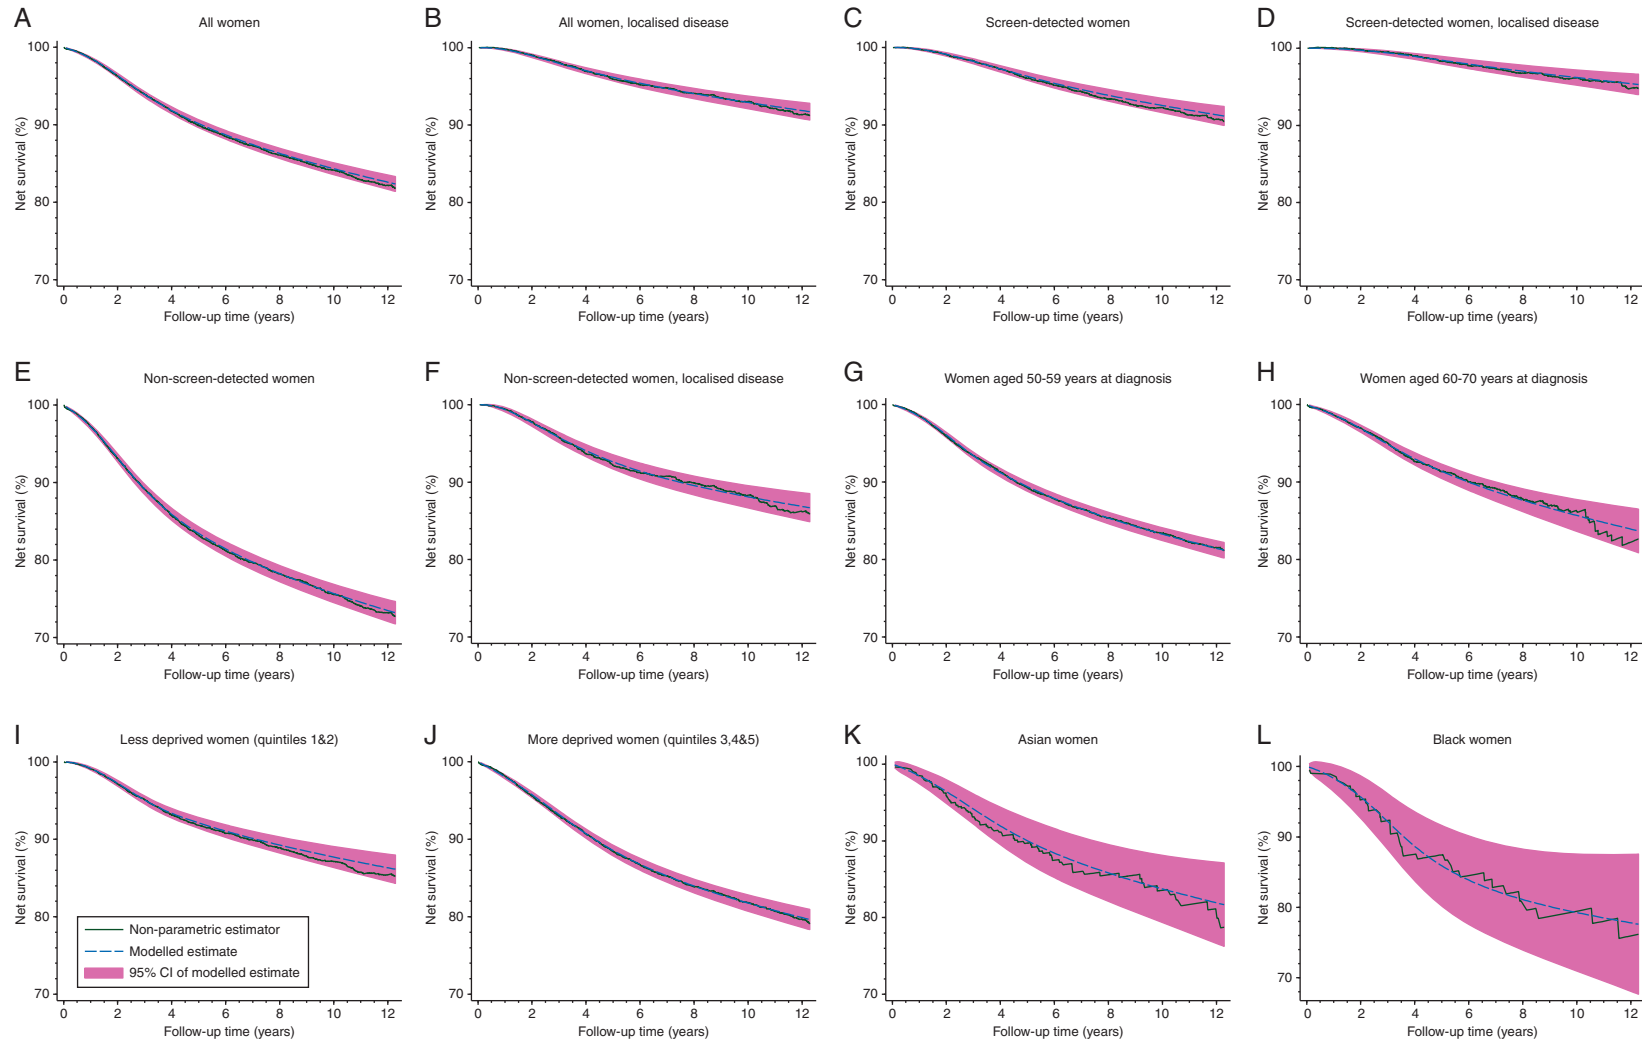 A All women
B All women, localised disease
C Screen-detected women
D Screen-detected women, localised disease
Net survival (%)
100
90
80
70
0 2 4 6 8 10 12
Follow-up time (years)
Net survival (%)
100
90
80
70
0 2 4 6 8 10 12
Follow-up time (years)
Net survival (%)
100
90
80
70
0 2 4 6 8 10 12
Follow-up time (years)
Net survival (%)
100
90
80
70
0 2 4 6 8 10 12
Follow-up time (years)
E Non-screen-detected women
F Non-screen-detected women, localised disease
G Women aged 50-59 years at diagnosis
H Women aged 60-70 years at diagnosis
Net survival (%)
100
90
80
70
0 2 4 6 8 10 12
Follow-up time (years)
Net survival (%)
100
90
80
70
0 2 4 6 8 10 12
Follow-up time (years)
Net survival (%)
100
90
80
70
0 2 4 6 8 10 12
Follow-up time (years)
Net survival (%)
100
90
80
70
0 2 4 6 8 10 12
Follow-up time (years)
I Less deprived women (quintiles 1&2)
J More deprived women (quintiles 3,4&5)
K Asian women
L Black women
Net survival (%)
100
90
80
70
Non-parametric estimator
Modelled estimate
95% CI of modelled estimate
0 2 4 6 8 10 12
Follow-up time (years)
Net survival (%)
100
90
80
70
0 2 4 6 8 10 12
Follow-up time (years)
Net survival (%)
100
90
80
70
0 2 4 6 8 10 12
Follow-up time (years)
Net survival (%)
100
90
80
70
0 2 4 6 8 10 12
Follow-up time (years)